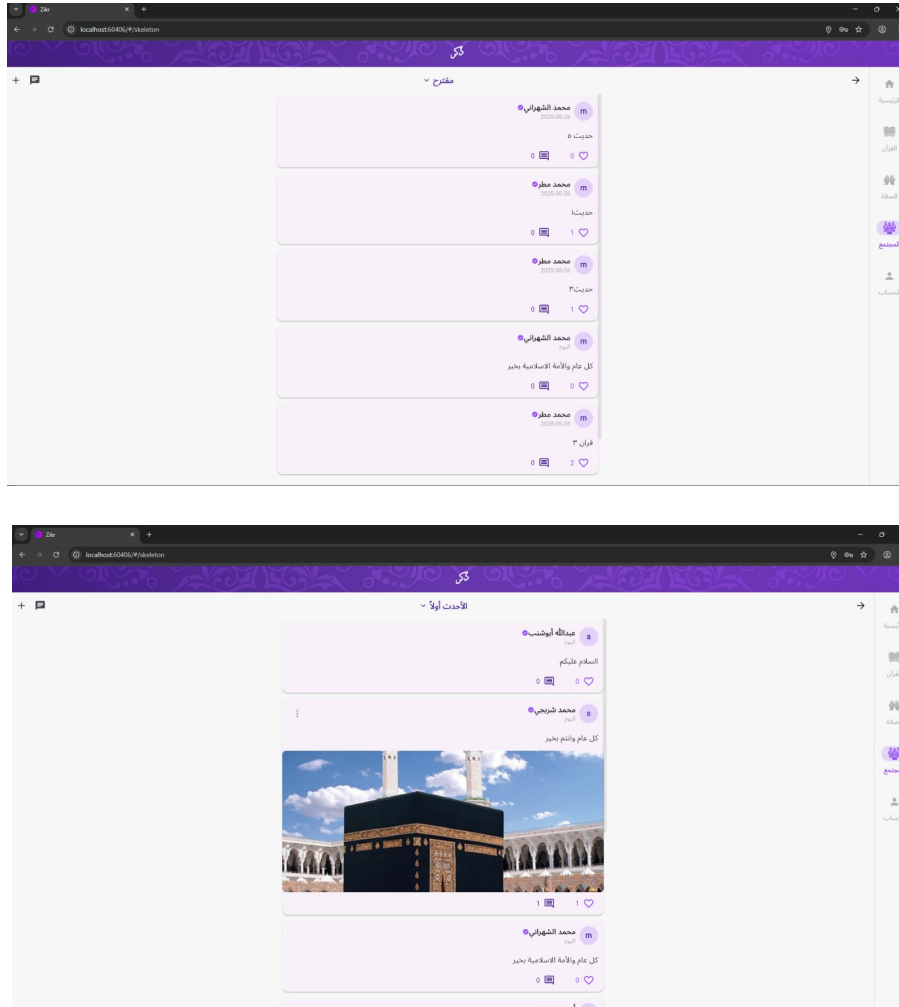 Zikr
localhost:60406/#/skeleton
ذكر
مقترح
الرئيسية
القرآن
الصلاة
المجتمع
الحساب
m
محمد الشهراني
2025-05-26
حديث ٥
0 0
m
محمد مطر
2025-05-26
حديث١
0 1
m
محمد مطر
2025-05-26
حديث٣
0 1
m
محمد الشهراني
اليوم
كل عام والأمة الاسلامية بخير
0 0
m
محمد مطر
2025-05-26
قران ٣
0 2
Zikr
localhost:60406/#/skeleton
ذكر
الأحدث أولاً
a
عبدالله أبوشنب
اليوم
السلام عليكم
0 0
s
محمد شريجي
اليوم
كل عام وانتم بخير
1 1
m
محمد الشهراني
اليوم
كل عام والأمة الاسلامية بخير
0 0